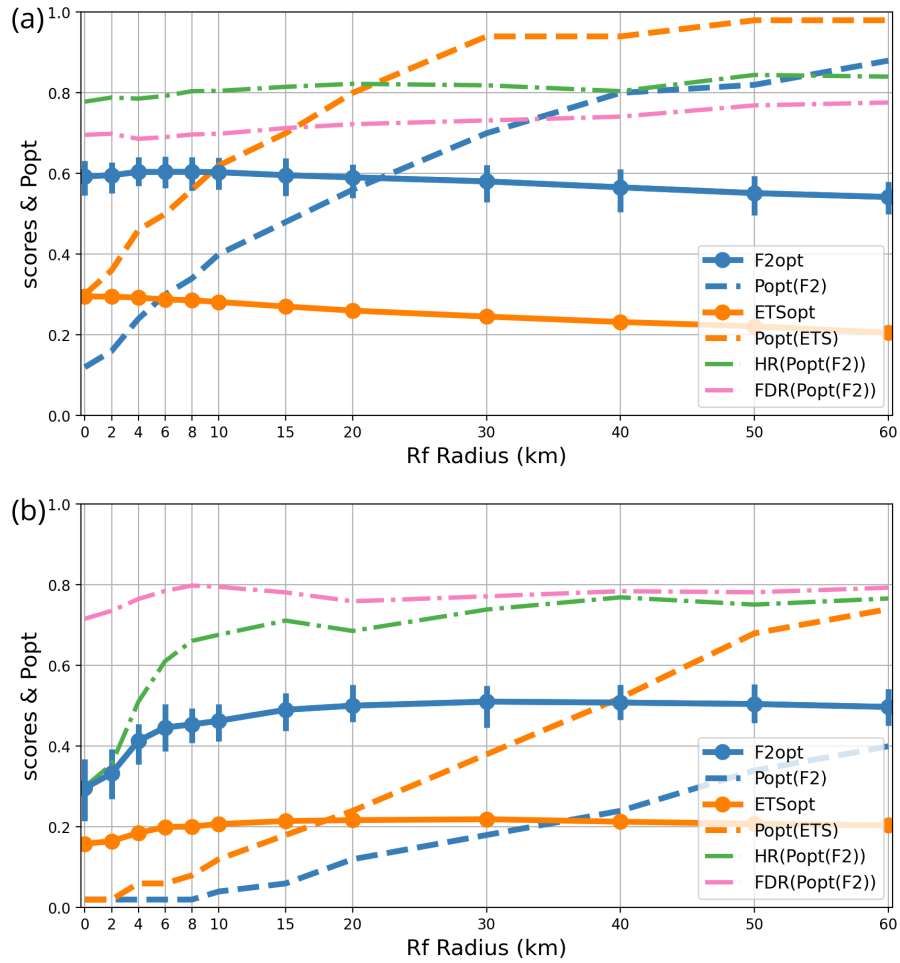 (a)
1.0
0.8
0.6
0.4
0.2
0.0
scores & Popt
F2opt
Popt(F2)
ETSopt
Popt(ETS)
HR(Popt(F2))
FDR(Popt(F2))
0 2 4 6 8 10 15 20 30 40 50 60
Rf Radius (km)
(b)
1.0
0.8
0.6
0.4
0.2
0.0
scores & Popt
F2opt
Popt(F2)
ETSopt
Popt(ETS)
HR(Popt(F2))
FDR(Popt(F2))
0 2 4 6 8 10 15 20 30 40 50 60
Rf Radius (km)